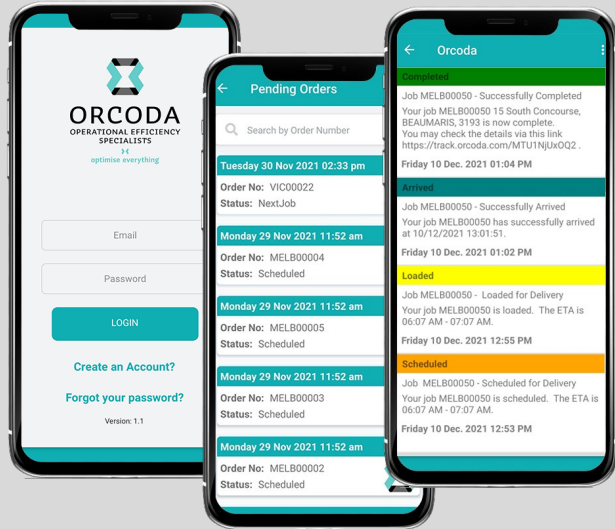 ORCODA
OPERATIONAL EFFICIENCY
SPECIALISTS
optimise everything
Email
Password
LOGIN
Create an Account?
Forgot your password?
Version: 1.1
Pending Orders
Search by Order Number
Tuesday 30 Nov 2021 02:33 pm
Order No: VIC00022
Status: NextJob
Monday 29 Nov 2021 11:52 am
Order No: MELB00004
Status: Scheduled
Monday 29 Nov 2021 11:52 am
Order No: MELB00005
Status: Scheduled
Monday 29 Nov 2021 11:52 am
Order No: MELB00003
Status: Scheduled
Monday 29 Nov 2021 11:52 am
Order No: MELB00002
Status: Scheduled
Orcoda
Completed
Job MELB00050 - Successfully Completed
Your job MELB00050 15 South Concourse,
BEAUMARIS, 3193 is now complete.
You may check the details via this link
https://track.orcoda.com/MTU1NjUxOQ2 .
Friday 10 Dec. 2021 01:04 PM
Arrived
Job MELB00050 - Successfully Arrived
Your job MELB00050 has successfully arrived
at 10/12/2021 13:01:51.
Friday 10 Dec. 2021 01:02 PM
Loaded
Job MELB00050 - Loaded for Delivery
Your job MELB00050 is loaded. The ETA is
06:07 AM - 07:07 AM.
Friday 10 Dec. 2021 12:55 PM
Scheduled
Job MELB00050 - Scheduled for Delivery
Your job MELB00050 is scheduled. The ETA is
06:07 AM - 07:07 AM.
Friday 10 Dec. 2021 12:53 PM